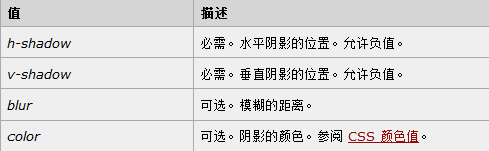 值 描述
h-shadow 必需。水平阴影的位置。允许负值。
v-shadow 必需。垂直阴影的位置。允许负值。
blur 可选。模糊的距离。
color 可选。阴影的颜色。参阅 CSS 颜色值。